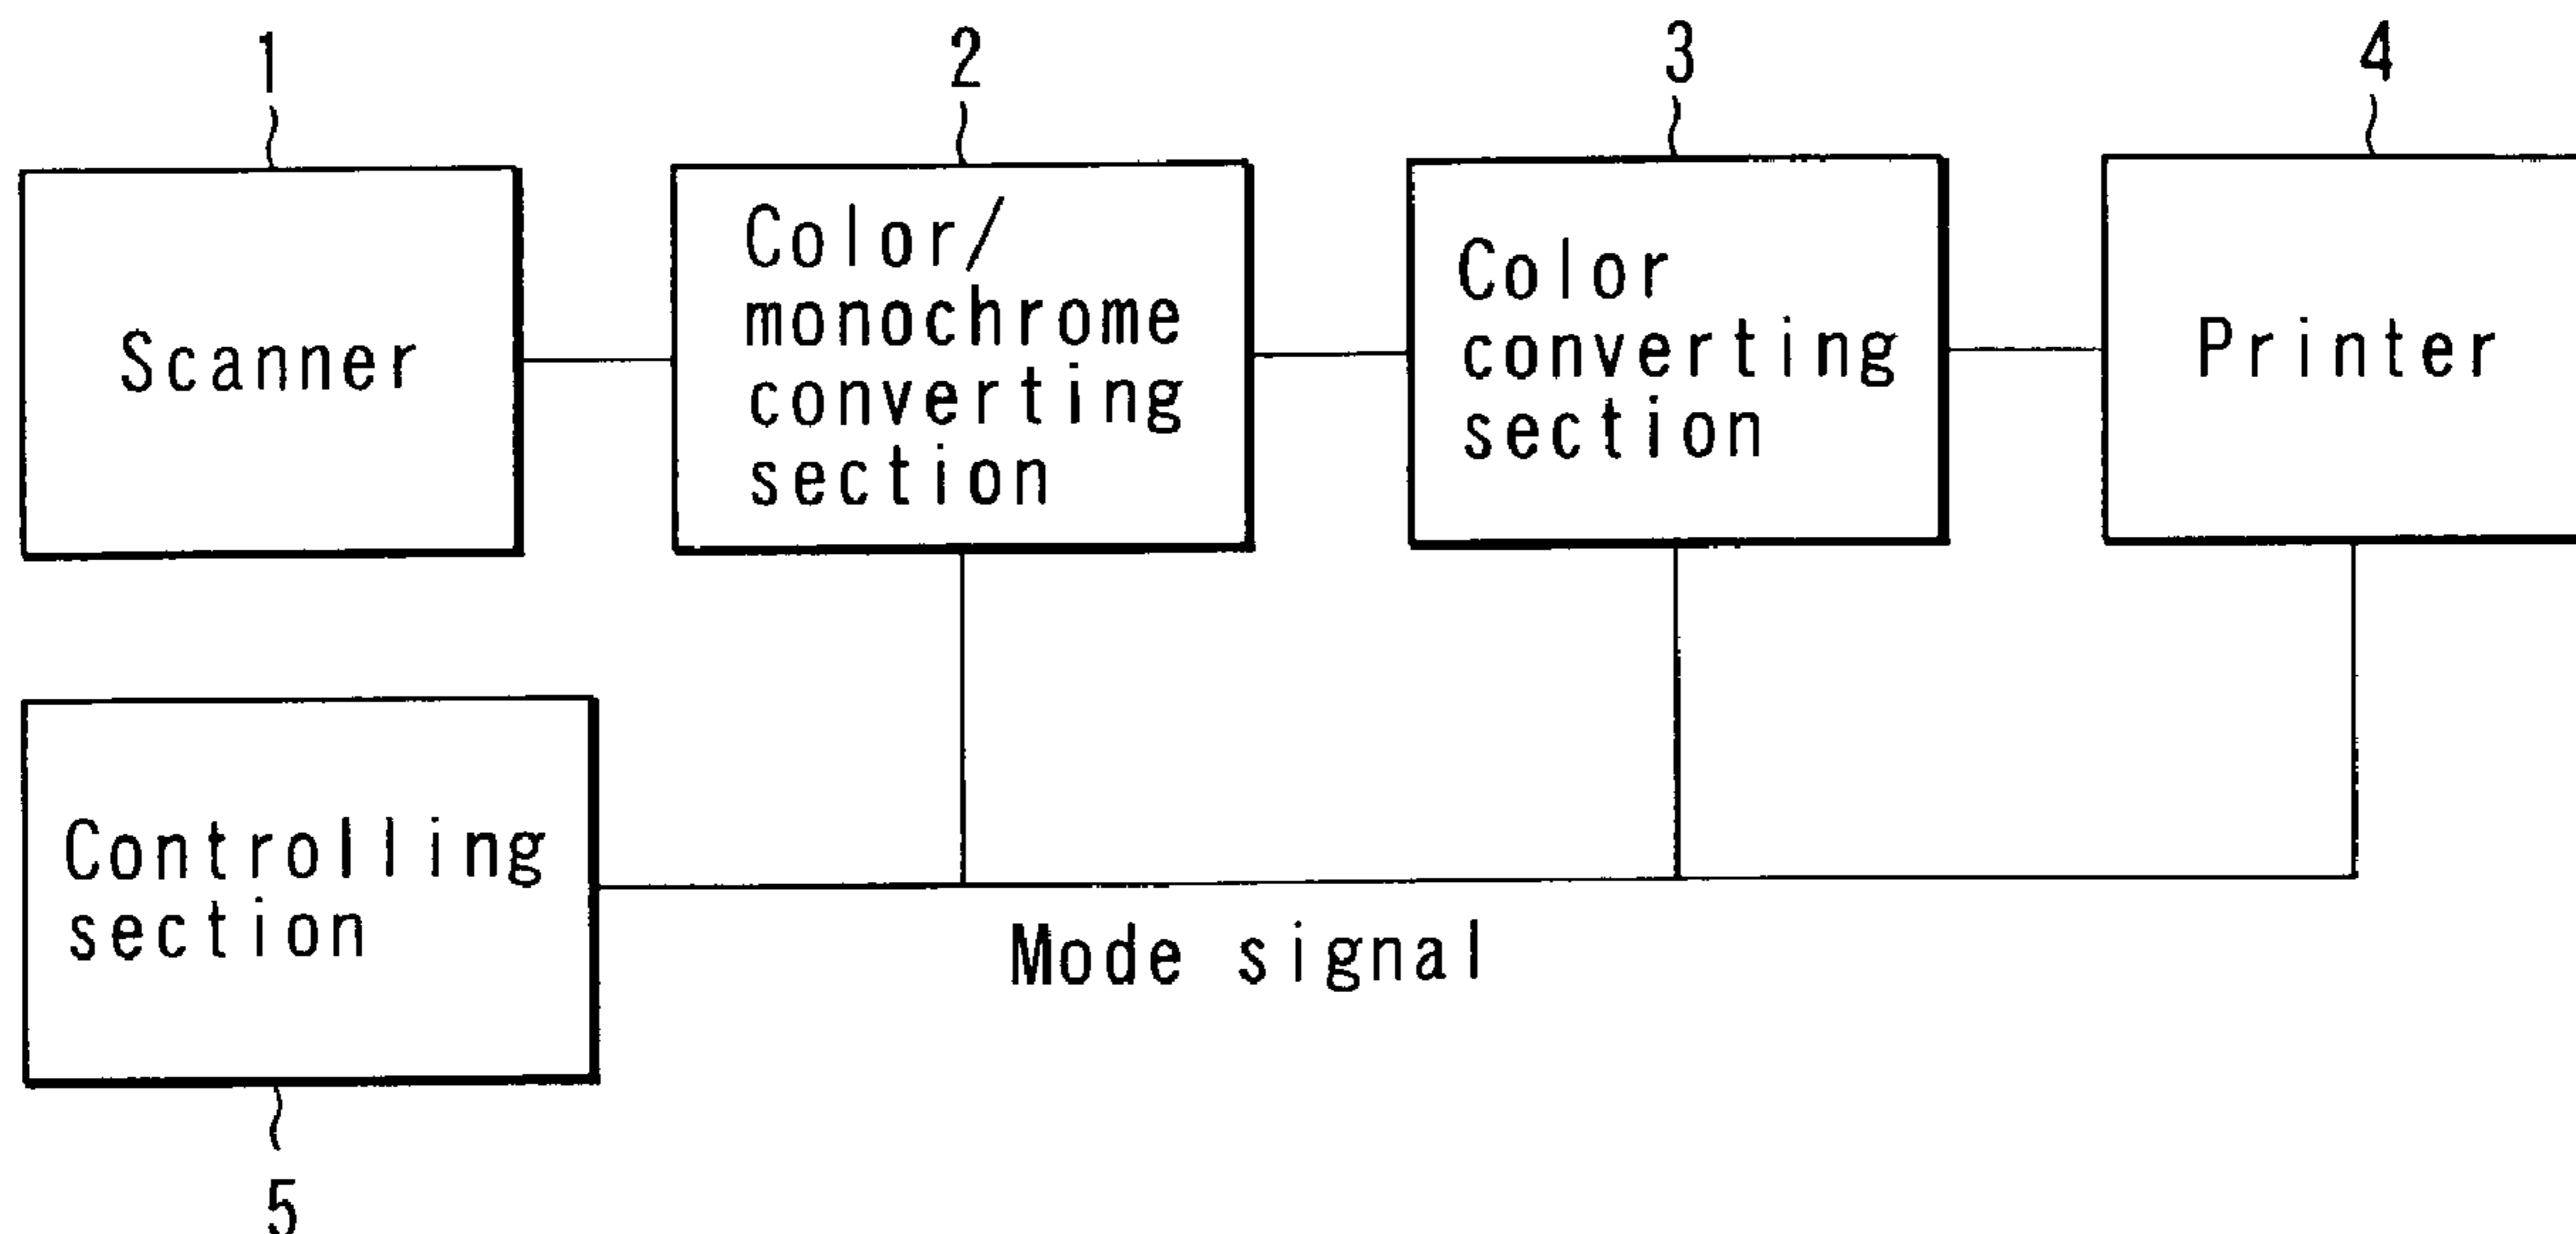 1
2
3
4
Scanner
Color/
monochrome
converting
section
Color
converting
section
Printer
Controlling
section
Mode signal
5